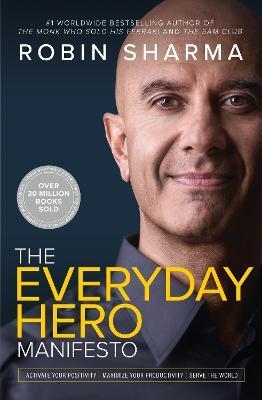 #1 WORLDWIDE BESTSELLING AUTHOR OF
THE MONK WHO SOLD HIS FERRARI AND THE 5AM CLUB
ROBIN SHARMA
OVER
20 MILLION
BOOKS
SOLD
THE
EVERYDAY
HERO
MANIFESTO
ACTIVATE YOUR POSITIVITY | MAXIMIZE YOUR PRODUCTIVITY | SERVE THE WORLD